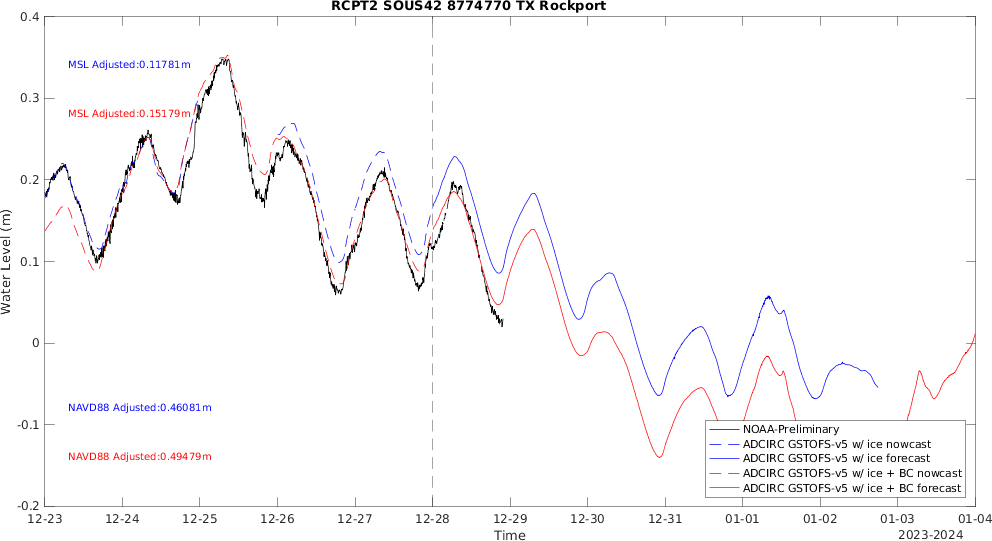 RCPT2 SOUS42 8774770 TX Rockport
0.4
0.3
0.2
0.1
0
-0.1
-0.2
Water Level (m)
MSL Adjusted:0.11781m
MSL Adjusted:0.15179m
NAVD88 Adjusted:0.46081m
NAVD88 Adjusted:0.49479m
NOAA-Preliminary
ADCIRC GSTOFS-v5 w/ ice nowcast
ADCIRC GSTOFS-v5 w/ ice forecast
ADCIRC GSTOFS-v5 w/ ice + BC nowcast
ADCIRC GSTOFS-v5 w/ ice + BC forecast
12-23 12-24 12-25 12-26 12-27 12-28 12-29 12-30 12-31 01-01 01-02 01-03 01-04
Time
2023-2024